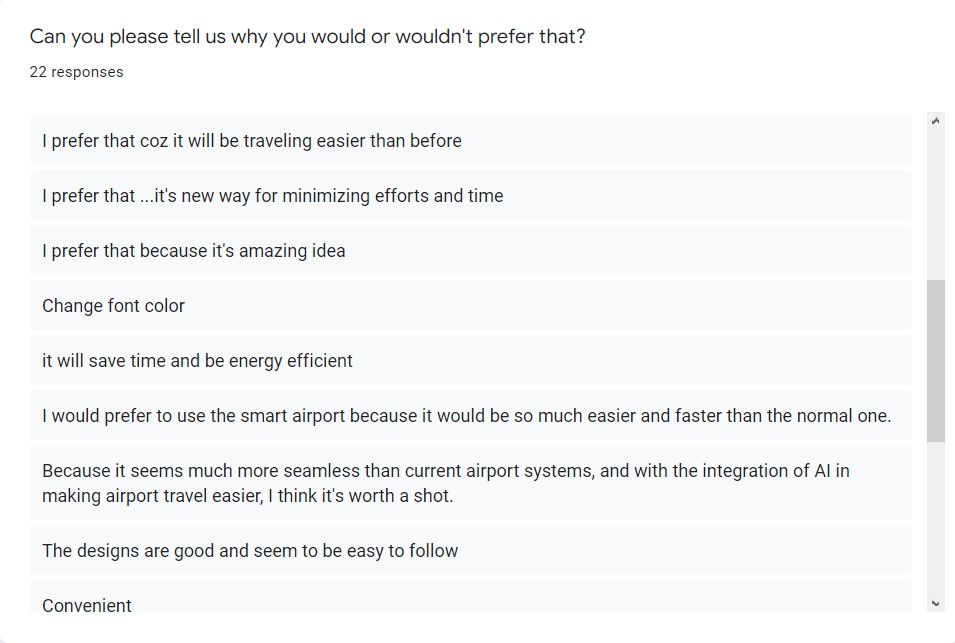 Can you please tell us why you would or wouldn't prefer that?
22 responses
I prefer that coz it will be traveling easier than before
I prefer that ...it's new way for minimizing efforts and time
I prefer that because it's amazing idea
Change font color
it will save time and be energy efficient
I would prefer to use the smart airport because it would be so much easier and faster than the normal one.
Because it seems much more seamless than current airport systems, and with the integration of AI in
making airport travel easier, I think it's worth a shot.
The designs are good and seem to be easy to follow
Convenient